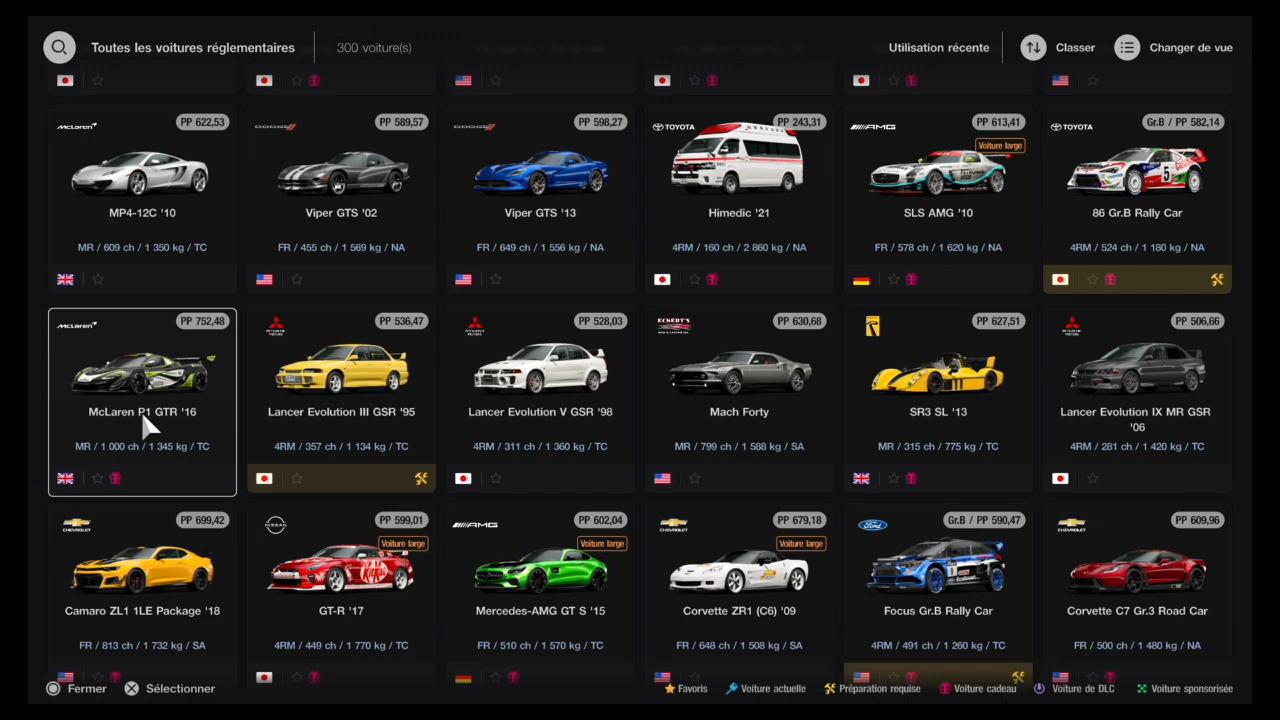 Toutes les voitures réglementaires
300 voiture(s)
Utilisation récente
Classer
Changer de vue
McLaren
PP 622,53
MP4-12C '10
MR / 609 ch / 1 350 kg / TC
DODGE
PP 589,57
Viper GTS '02
FR / 455 ch / 1 569 kg / NA
DODGE
PP 598,27
Viper GTS '13
FR / 649 ch / 1 556 kg / NA
TOYOTA
PP 243,31
Himedic '21
4RM / 160 ch / 2 860 kg / NA
AMG
PP 613,41
Voiture large
SLS AMG '10
FR / 578 ch / 1 620 kg / NA
TOYOTA
Gr.B / PP 582,14
86 Gr.B Rally Car
4RM / 524 ch / 1 180 kg / NA
McLaren
PP 752,48
McLaren P1 GTR '16
MR / 1 000 ch / 1 345 kg / TC
PP 536,47
Lancer Evolution III GSR '95
4RM / 357 ch / 1 134 kg / TC
PP 528,03
Lancer Evolution V GSR '98
4RM / 311 ch / 1 360 kg / TC
ECKERT'S
PP 630,68
Mach Forty
MR / 799 ch / 1 588 kg / SA
PP 627,51
SR3 SL '13
MR / 315 ch / 775 kg / TC
PP 506,66
Lancer Evolution IX MR GSR
'06
4RM / 281 ch / 1 420 kg / TC
CHEVROLET
PP 699,42
Camaro ZL1 1LE Package '18
FR / 813 ch / 1 732 kg / SA
NISSAN
PP 599,01
Voiture large
GT-R '17
4RM / 449 ch / 1 770 kg / TC
AMG
PP 602,04
Voiture large
Mercedes-AMG GT S '15
FR / 510 ch / 1 570 kg / TC
CHEVROLET
PP 679,18
Voiture large
Corvette ZR1 (C6) '09
FR / 648 ch / 1 508 kg / SA
Ford
Gr.B / PP 590,47
Focus Gr.B Rally Car
4RM / 491 ch / 1 260 kg / TC
CHEVROLET
PP 609,96
Corvette C7 Gr.3 Road Car
FR / 500 ch / 1 480 kg / NA
Fermer
Sélectionner
Favoris
Voiture actuelle
Préparation requise
Voiture cadeau
Voiture de DLC
Voiture sponsorisée